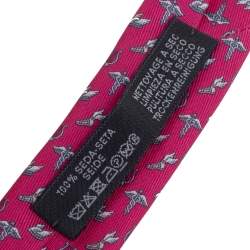 NETTOYAGE A SEC
LIMPIEZA EN SECO
PULITURA A SECCO
TROCKENREINIGUNG
100% SEDA-SETA
SEIDE